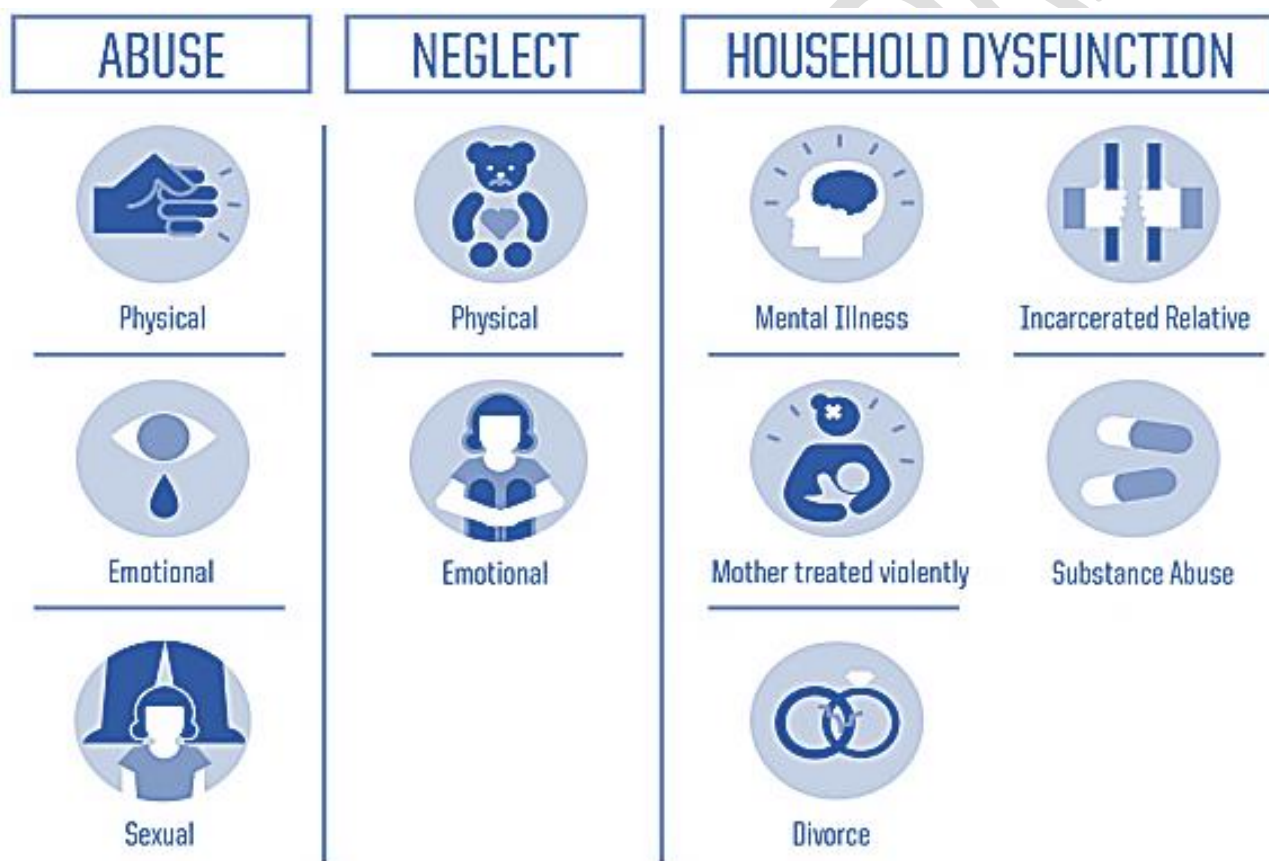 ABUSE
NEGLECT
HOUSEHOLD DYSFUNCTION
Physical
Emotional
Sexual
Physical
Emotional
Mental Illness
Incarcerated Relative
Mother treated violently
Substance Abuse
Divorce